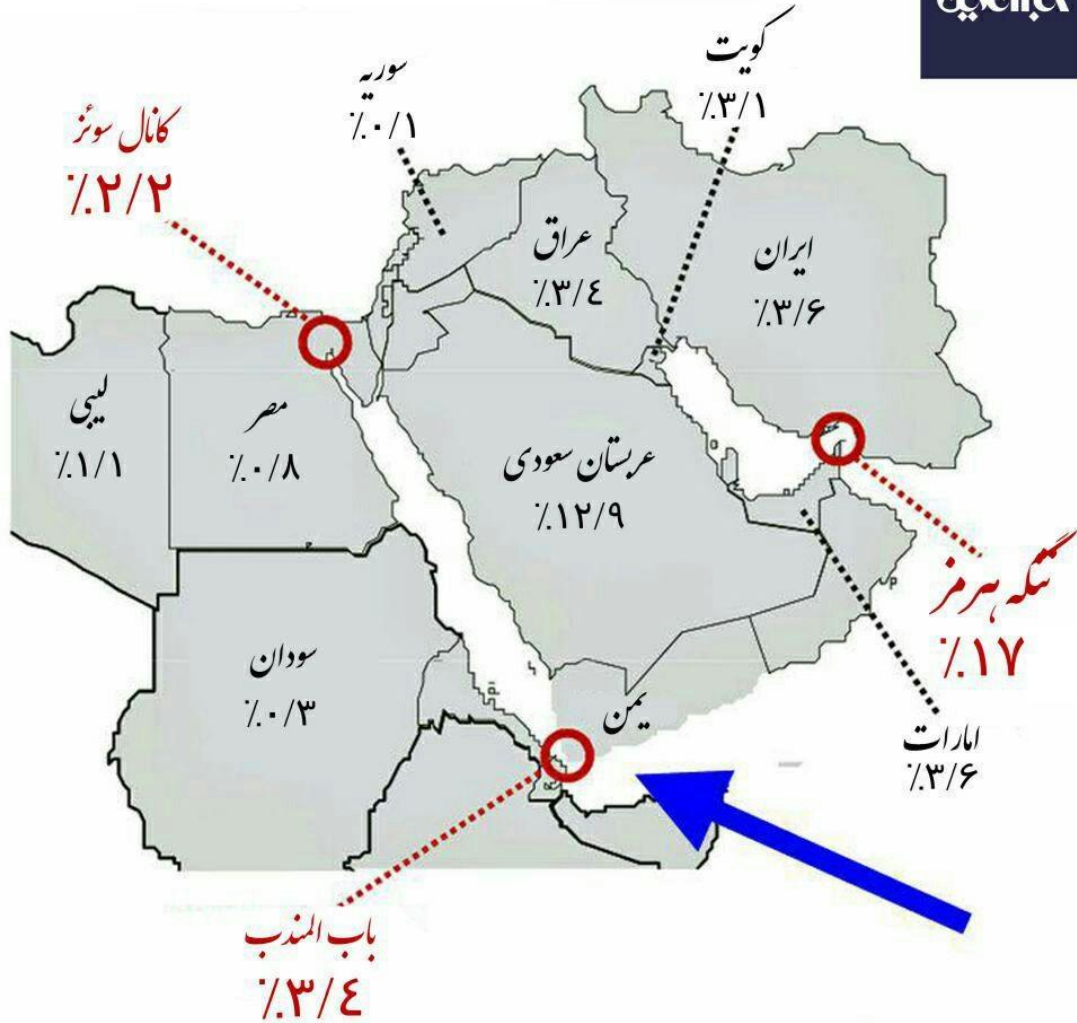 کویت
٪۳/۱
سوریه
٪۰/۱
کانال سوئز
٪۲/۲
ایران
٪۳/۶
عراق
٪۳/٤
عربستان سعودی
٪۱۲/۹
مصر
٪۰/۸
لیبی
٪۱/۱
تنگه هرمز
٪۱۷
سودان
٪۰/۳
یمن
امارات
٪۳/۶
باب المندب
٪۳/٤